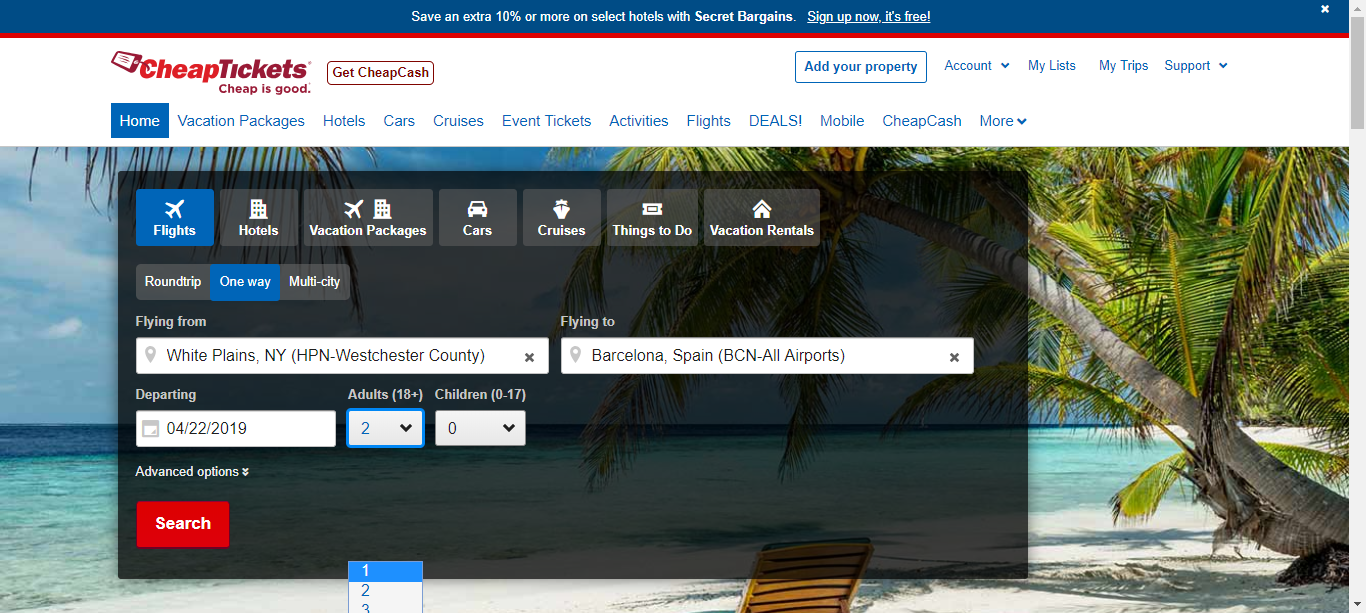 Save an extra 10% or more on select hotels with Secret Bargains. Sign up now, it's free!
CheapTickets
Cheap is good.
Get CheapCash
Add your property
Account
My Lists
My Trips
Support
Home
Vacation Packages
Hotels
Cars
Cruises
Event Tickets
Activities
Flights
DEALS!
Mobile
CheapCash
More
Flights
Hotels
Vacation Packages
Cars
Cruises
Things to Do
Vacation Rentals
Roundtrip
One way
Multi-city
Flying from
Flying to
White Plains, NY (HPN-Westchester County)
Barcelona, Spain (BCN-All Airports)
Departing
Adults (18+)
Children (0-17)
04/22/2019
2
0
Advanced options
Search
1
2
3